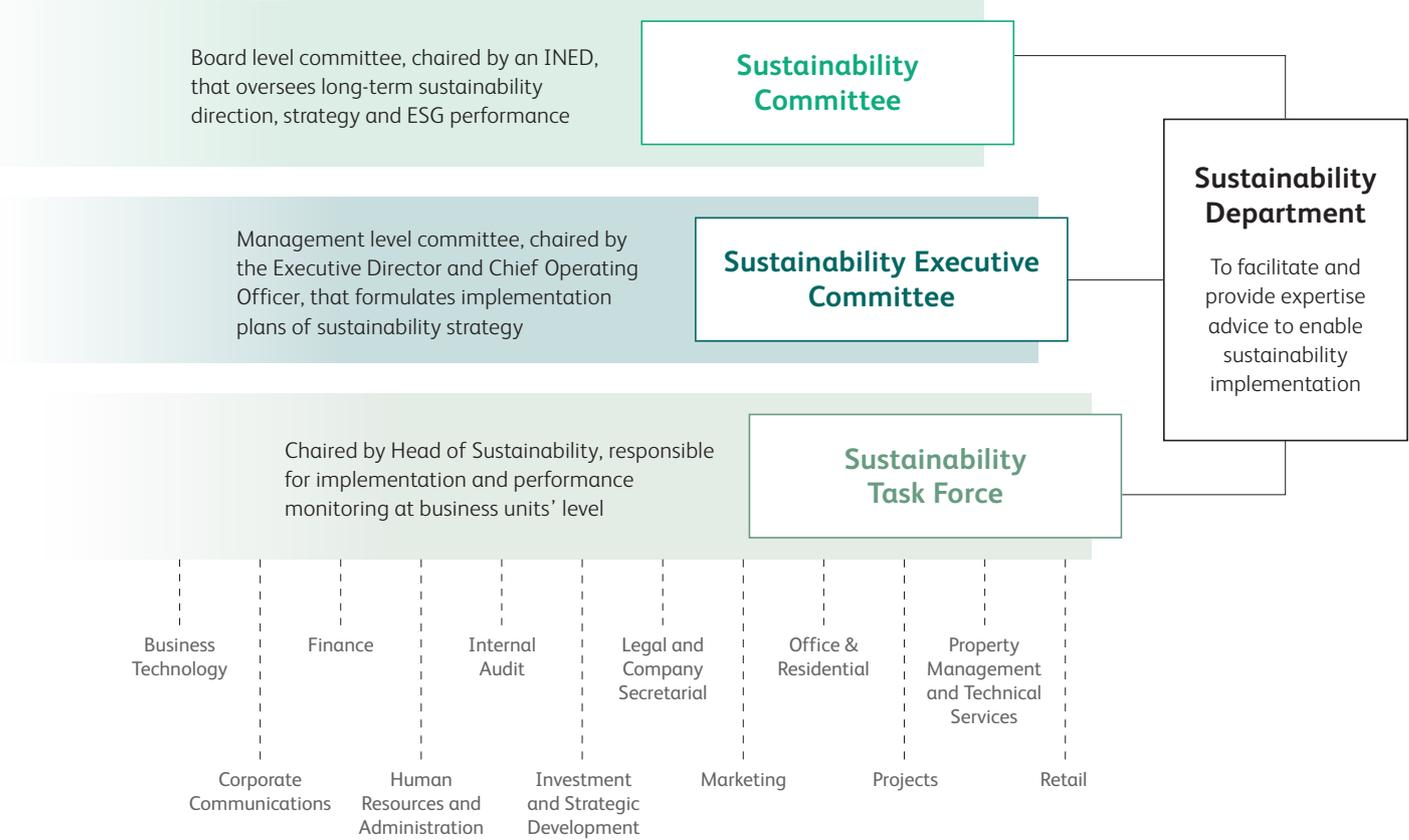 Board level committee, chaired by an INED,
that oversees long-term sustainability
direction, strategy and ESG performance
Sustainability
Committee
Sustainability
Department
To facilitate and
provide expertise
advice to enable
sustainability
implementation
Management level committee, chaired by
the Executive Director and Chief Operating
Officer, that formulates implementation
plans of sustainability strategy
Sustainability Executive
Committee
Chaired by Head of Sustainability, responsible
for implementation and performance
monitoring at business units’ level
Sustainability
Task Force
Business
Technology
Finance
Internal
Audit
Legal and
Company
Secretarial
Office &
Residential
Property
Management
and Technical
Services
Corporate
Communications
Human
Resources and
Administration
Investment
and Strategic
Development
Marketing
Projects
Retail